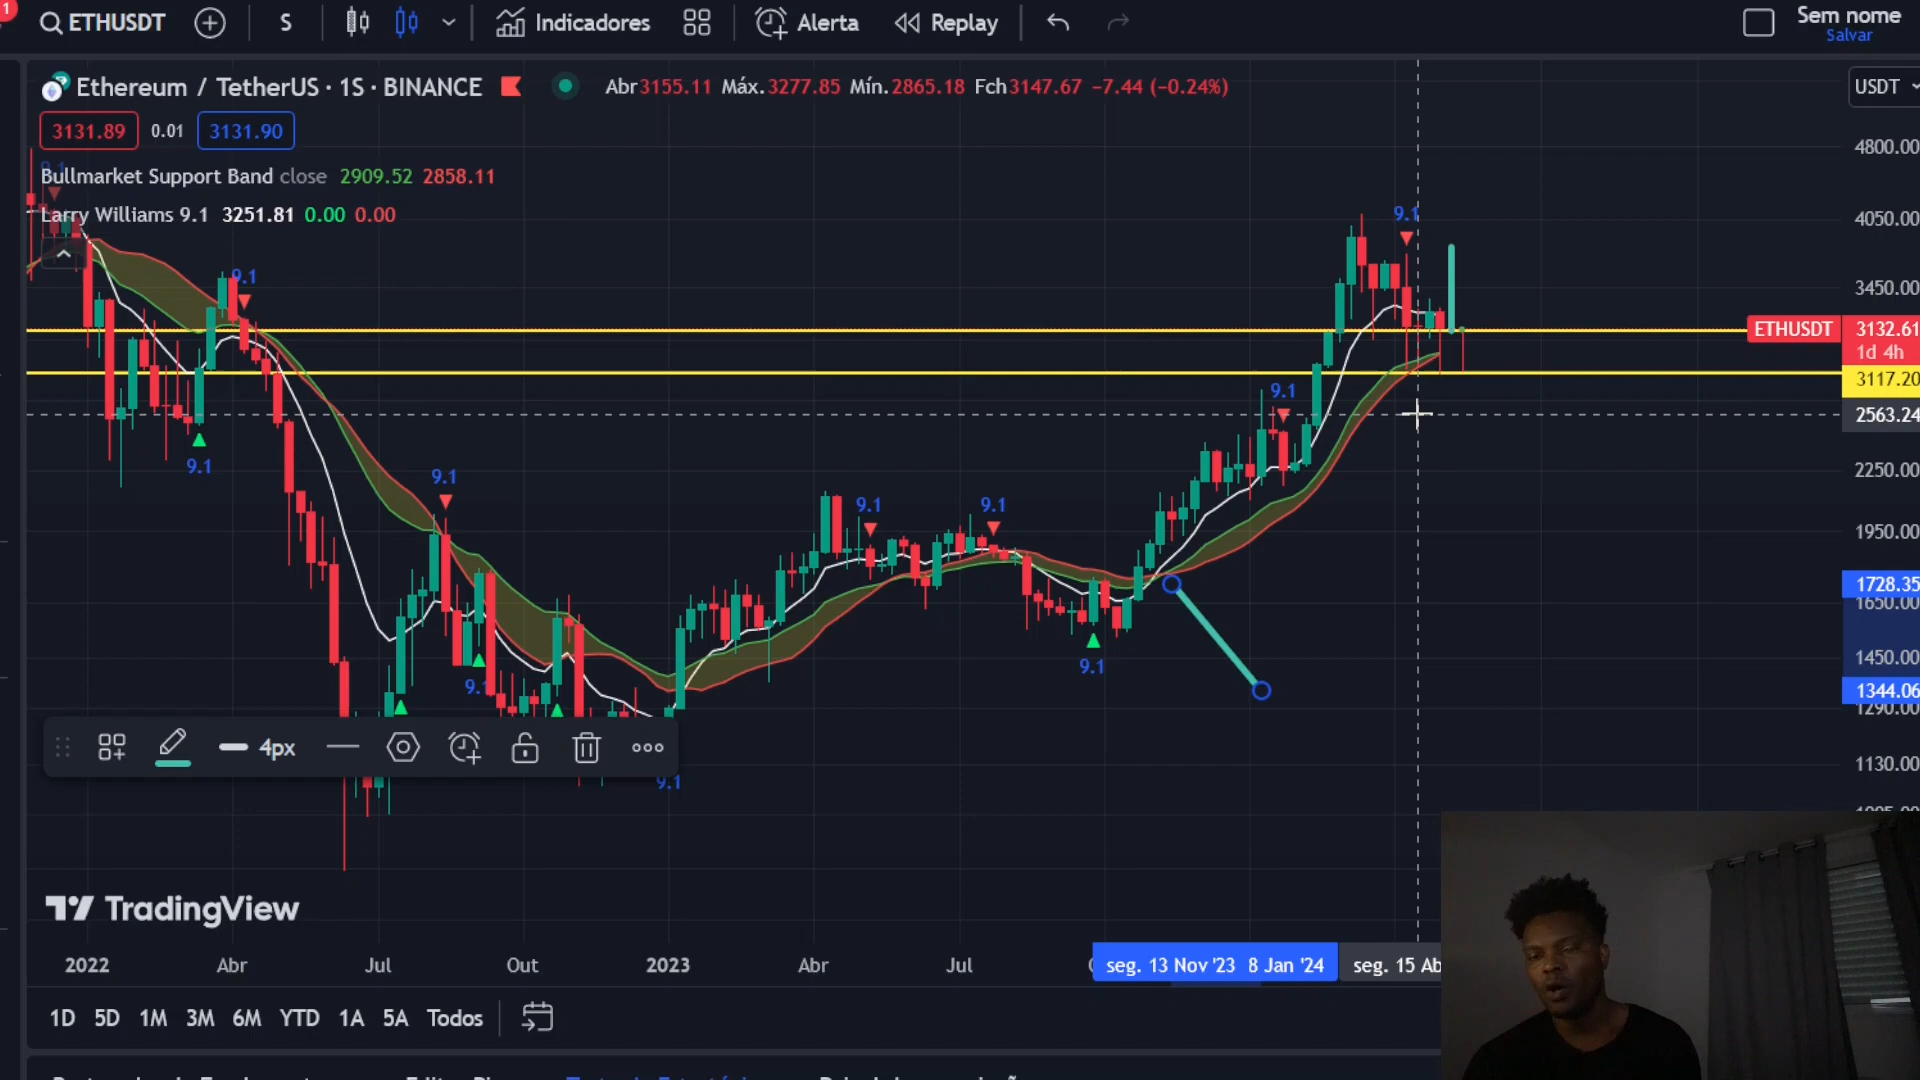 1
ETHUSDT
S
Indicadores
Alerta
Replay
Sem nome
Salvar
Ethereum / TetherUS · 1S · BINANCE
Abr3155.11 Máx.3277.85 Mín.2865.18 Fch3147.67 −7.44 (−0.24%)
USDT
3131.89
0.01
3131.90
Bullmarket Support Band close 2909.52 2858.11
Larry Williams 9.1 3251.81 0.00 0.00
4800.00
4050.00
3450.00
ETHUSDT
3132.61
1d 4h
3117.20
2563.24
2250.00
1950.00
1728.35
1650.00
1450.00
1344.06
1290.00
1130.00
9.1
9.1
9.1
9.1
9.1
9.1
9.1
9.1
9.1
9.1
9.1
4px
TradingView
2022
Abr
Jul
Out
2023
Abr
Jul
seg. 13 Nov '23
8 Jan '24
seg. 15 Ab
1D 5D 1M 3M 6M YTD 1A 5A Todos